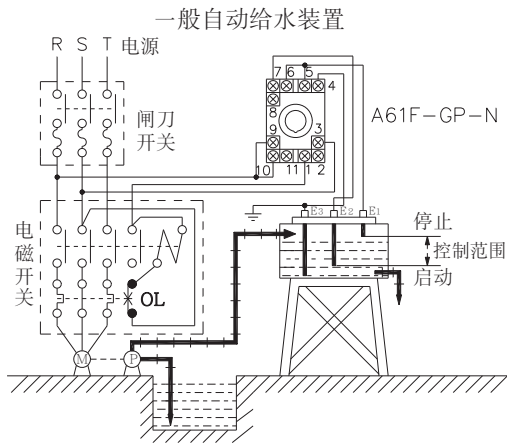 一般自动给水装置
R S T 电源
7 6 5 4
8
A61F-GP-N
闸刀
开关
9 3
10 11 1 2
E3 E2 E1
停止
控制范围
启动
电磁开关
OL
M P